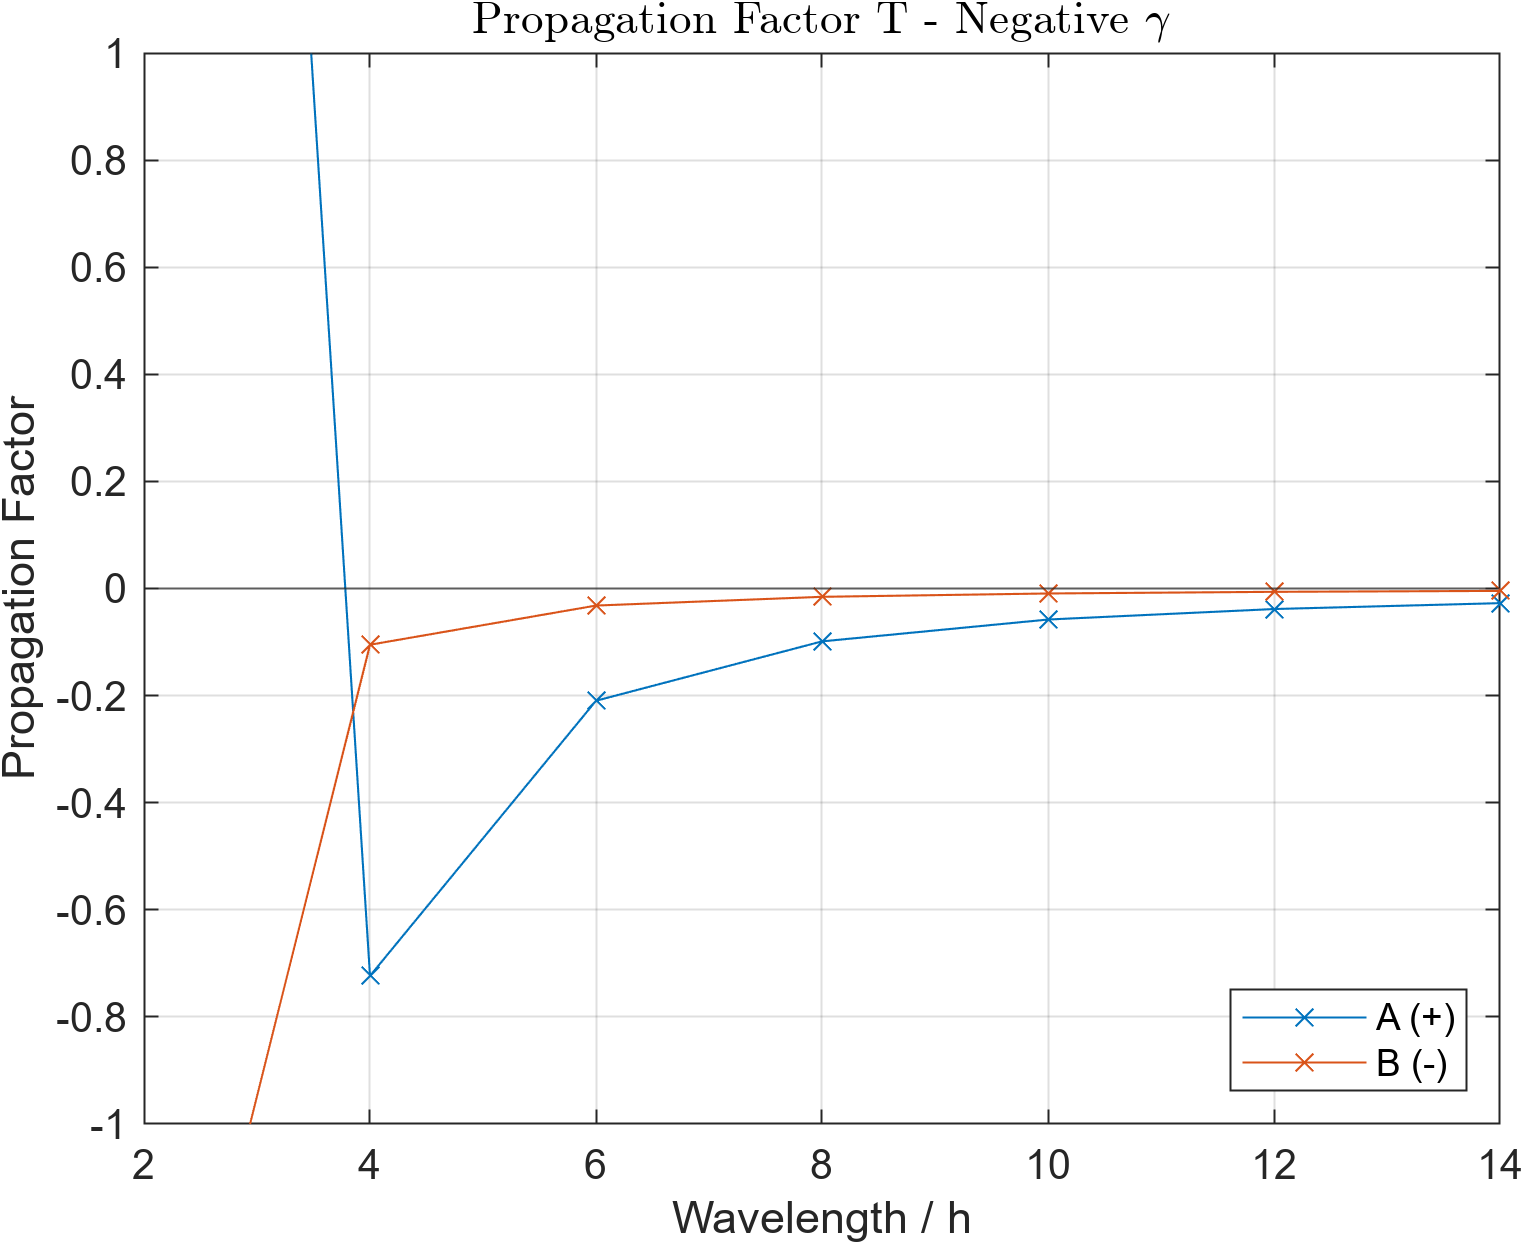 Propagation Factor T - Negative γ
1
0.8
0.6
0.4
0.2
0
-0.2
-0.4
-0.6
-0.8
-1
Propagation Factor
2 4 6 8 10 12 14
Wavelength / h
A (+)
B (-)